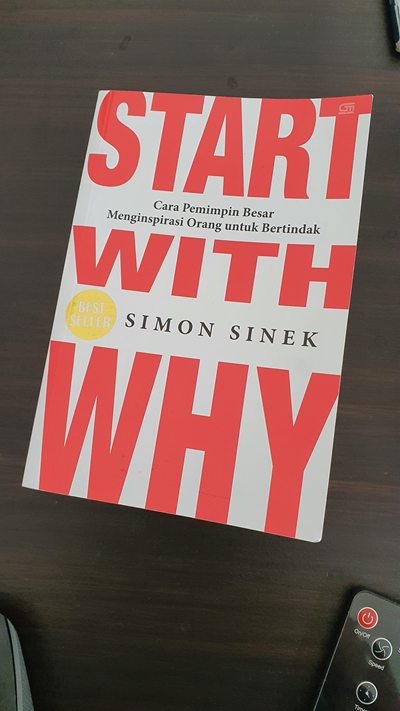 START
Cara Pemimpin Besar
Menginspirasi Orang untuk Bertindak
WITH
BEST
SELLER
SIMON SINEK
WHY
On/Off
Speed